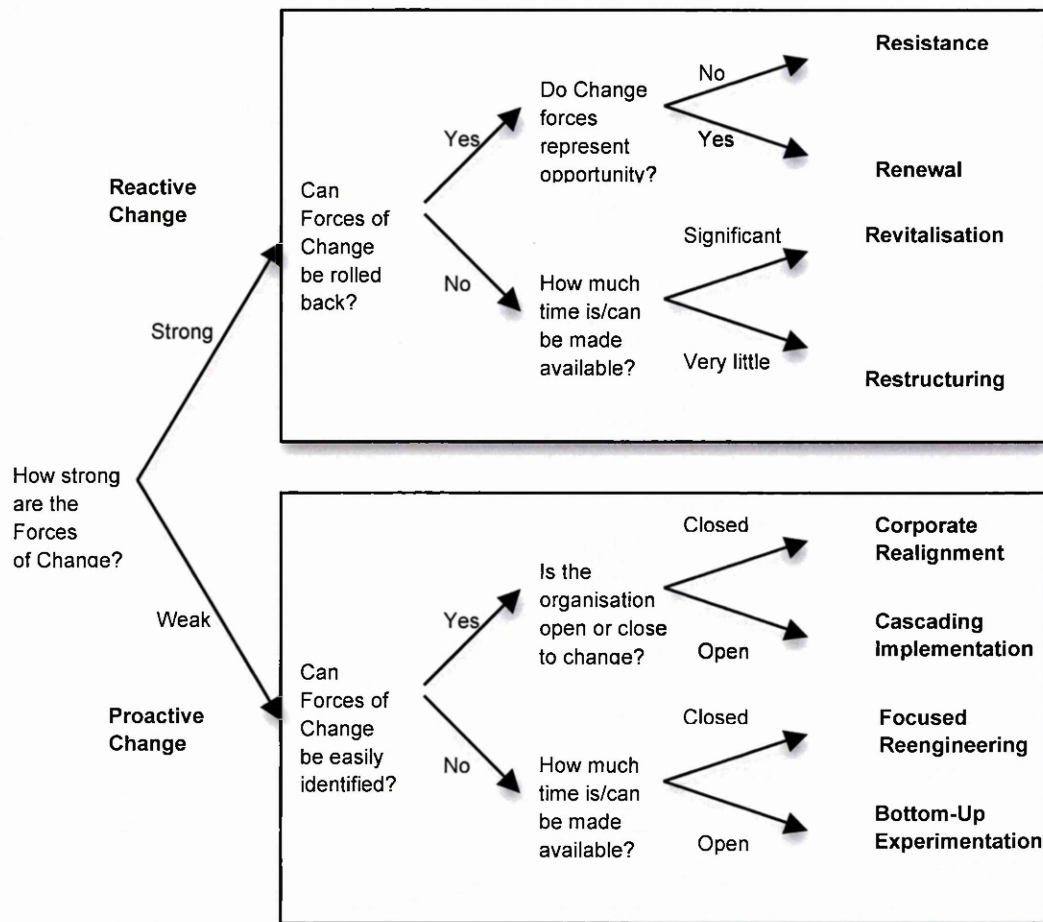 Resistance
No
Do Change
forces
represent
opportunity?
Yes
Yes
Renewal
Reactive
Change
Can
Forces of
Change
be rolled
back?
Significant
Revitalisation
No
How much
time is/can
be made
available?
Strong
Very little
Restructuring
How strong
are the
Forces
of Change?
Closed
Corporate
Realignment
Is the
organisation
open or close
to change?
Weak
Yes
Open
Cascading
Implementation
Can
Forces of
Change
be easily
identified?
Proactive
Change
Closed
Focused
Reengineering
No
How much
time is/can
be made
available?
Open
Bottom-Up
Experimentation